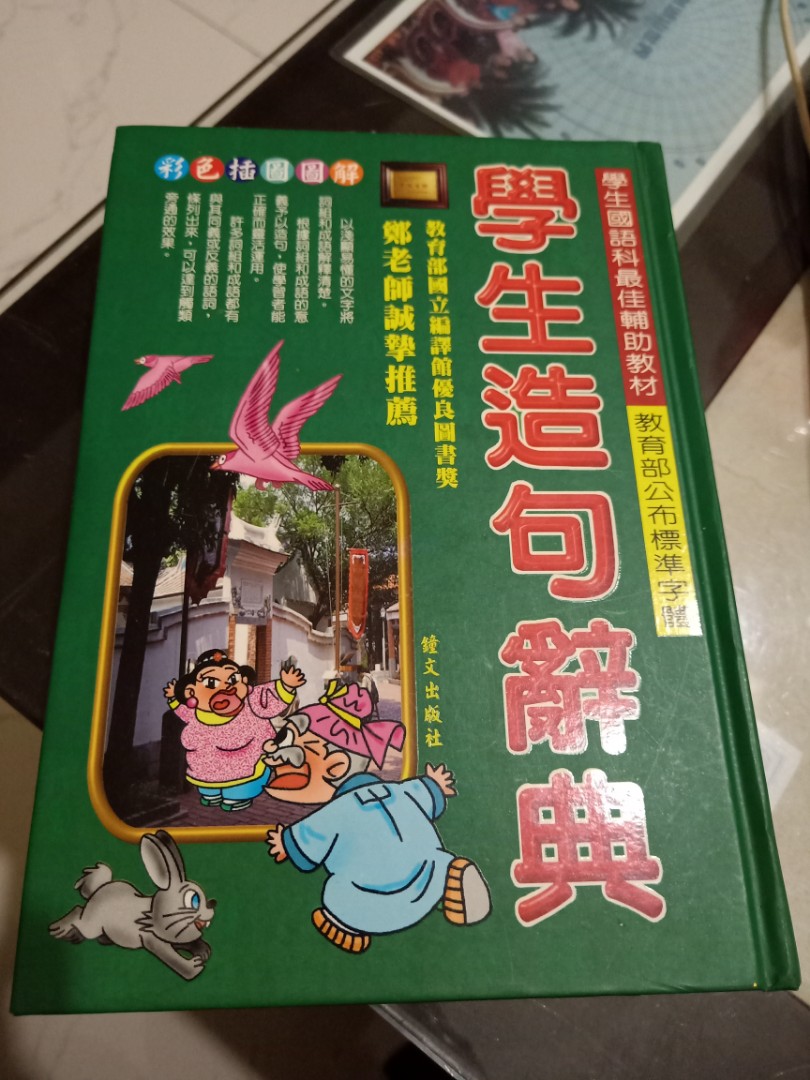 學生國語科最佳輔助教材
教育部公布標準字體
學生造句辭典
教育部國立編譯館優良圖書獎
鄭老師誠摯推薦
鐘文出版社
彩色插圖圖解
以淺顯易懂的文字將
詞組和成語解釋清楚。
根據詞組和成語的意
義予以造句，使學習者能
正確而靈活運用。
許多詞組和成語都有
與其同義或反義的語詞，
條列出來，可以達到觸類
旁通的效果。